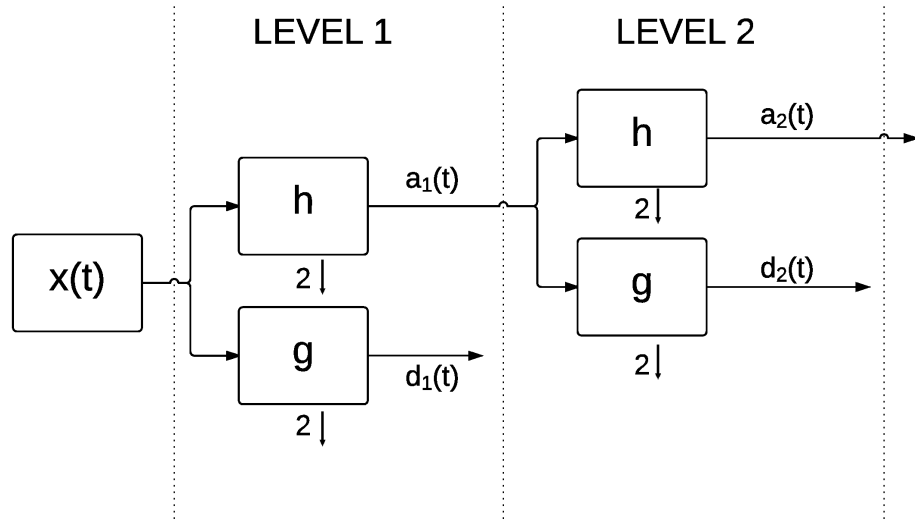 LEVEL 1
LEVEL 2
x(t)
h
2
g
2
a₁(t)
d₁(t)
h
2
g
2
a₂(t)
d₂(t)